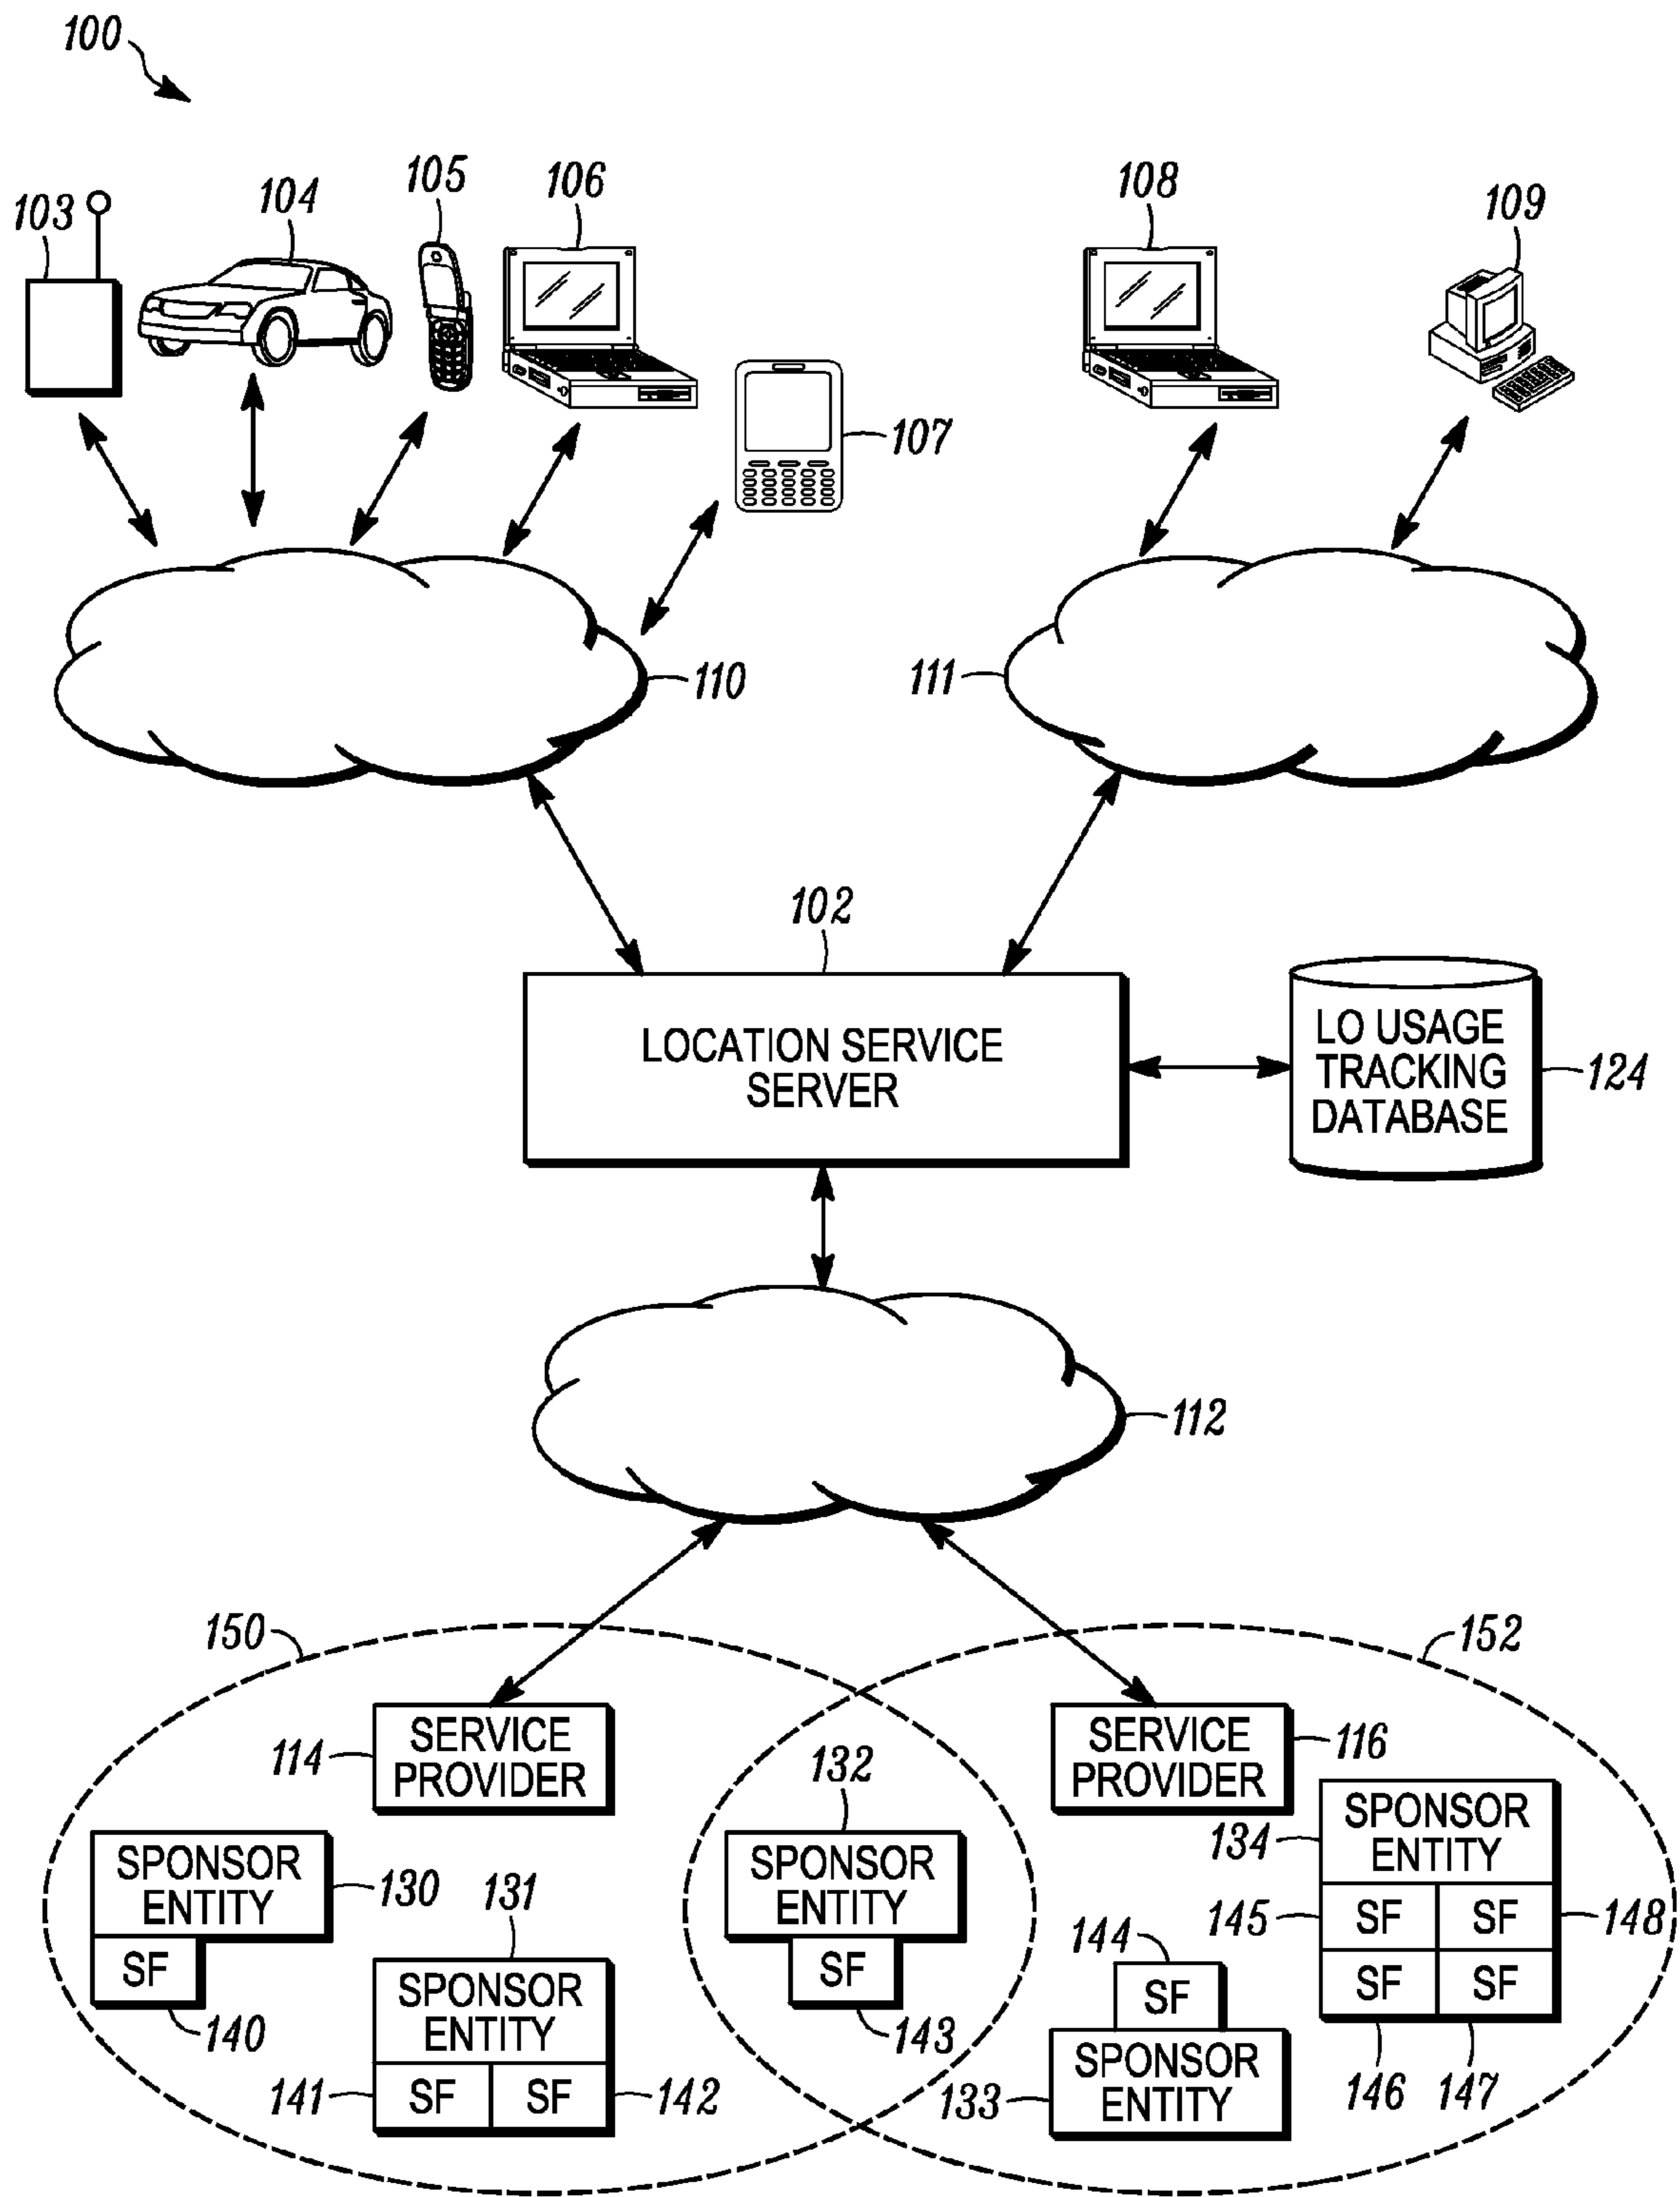 100
103
104
105
106
107
108
109
110
111
102
LOCATION SERVICE
SERVER
LO USAGE
TRACKING
DATABASE
124
112
150
152
114
SERVICE
PROVIDER
SERVICE
PROVIDER
116
132
SPONSOR
ENTITY
130
SF
140
131
SPONSOR
ENTITY
141
SF
SF
142
SPONSOR
ENTITY
SF
143
144
SF
SPONSOR
ENTITY
133
134
SPONSOR
ENTITY
145
SF
SF
148
SF
SF
146
147